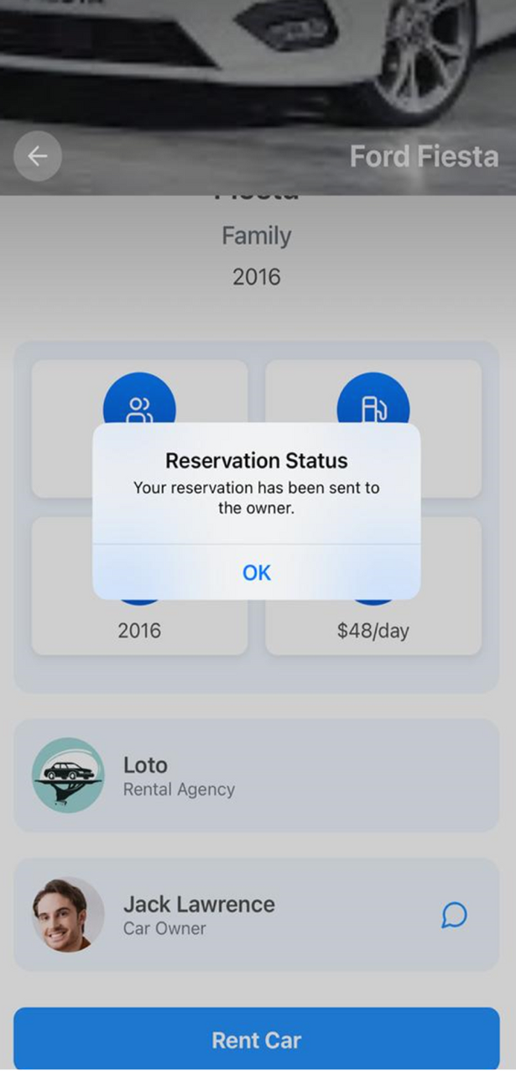 Ford Fiesta
Fiesta
Family
2016
Reservation Status
Your reservation has been sent to
the owner.
OK
2016
$48/day
Loto
Rental Agency
Jack Lawrence
Car Owner
Rent Car